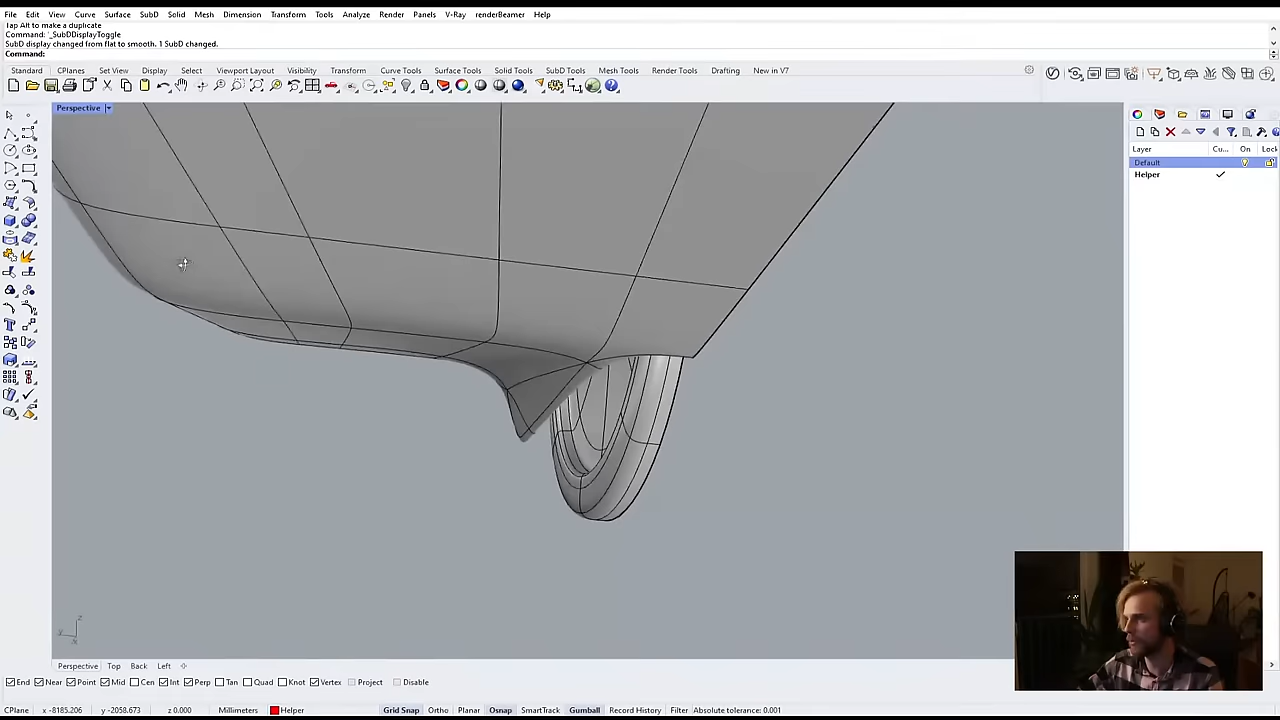 File Edit View Curve Surface SubD Solid Mesh Dimension Transform Tools Analyze Render Panels V-Ray renderBeamer Help
Tap Alt to make a duplicate
Command: '_SubDDisplayToggle
SubD display changed from flat to smooth. 1 SubD changed.
Command:
Standard CPlanes Set View Display Select Viewport Layout Visibility Transform Curve Tools Surface Tools Solid Tools SubD Tools Mesh Tools Render Tools Drafting New in V7
Perspective
Layer Cu... On Lock
Default
Helper
z
y
x
Perspective Top Back Left
End Near Point Mid Cen Int Perp Tan Quad Knot Vertex Project Disable
CPlane x -8185.206 y -2058.673 z 0.000 Millimeters Helper Grid Snap Ortho Planar Osnap SmartTrack Gumball Record History Filter Absolute tolerance: 0.001